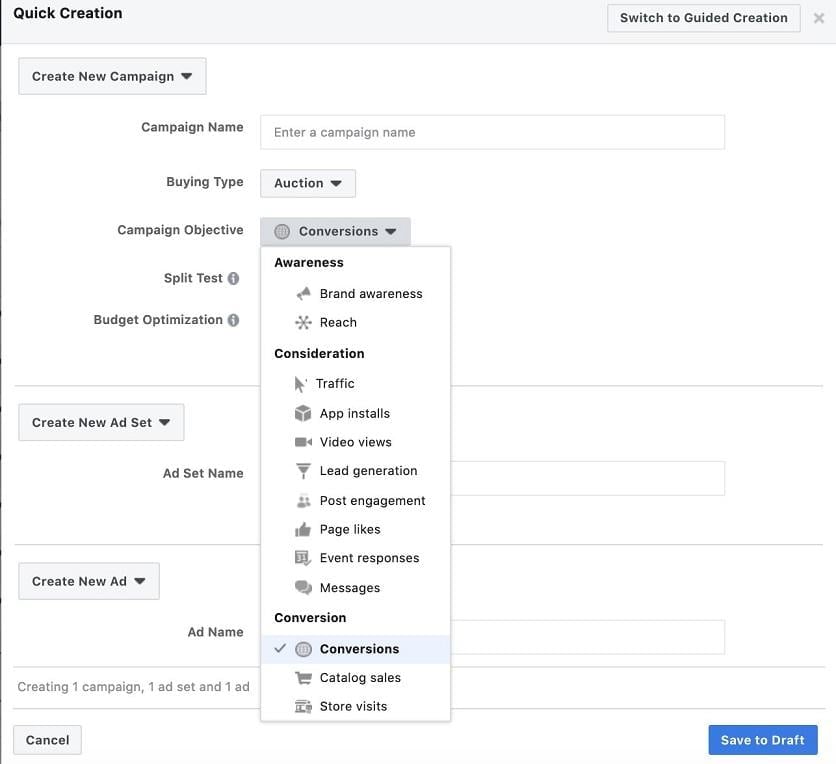 Quick Creation
Switch to Guided Creation
Create New Campaign
Campaign Name
Enter a campaign name
Buying Type
Auction
Campaign Objective
Conversions
Awareness
Split Test
Brand awareness
Budget Optimization
Reach
Consideration
Traffic
Create New Ad Set
App installs
Video views
Ad Set Name
Lead generation
Post engagement
Page likes
Event responses
Create New Ad
Messages
Conversion
Ad Name
Conversions
Catalog sales
Creating 1 campaign, 1 ad set and 1 ad
Store visits
Cancel
Save to Draft